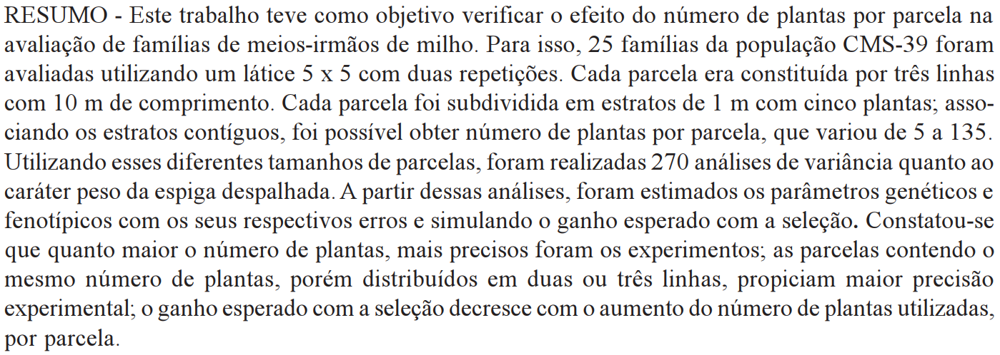 RESUMO - Este trabalho teve como objetivo verificar o efeito do número de plantas por parcela na
avaliação de famílias de meios-irmãos de milho. Para isso, 25 famílias da população CMS-39 foram
avaliadas utilizando um látice 5 x 5 com duas repetições. Cada parcela era constituída por três linhas
com 10 m de comprimento. Cada parcela foi subdividida em estratos de 1 m com cinco plantas; asso-
ciando os estratos contíguos, foi possível obter número de plantas por parcela, que variou de 5 a 135.
Utilizando esses diferentes tamanhos de parcelas, foram realizadas 270 análises de variância quanto ao
caráter peso da espiga despalhada. A partir dessas análises, foram estimados os parâmetros genéticos e
fenotípicos com os seus respectivos erros e simulando o ganho esperado com a seleção. Constatou-se
que quanto maior o número de plantas, mais precisos foram os experimentos; as parcelas contendo o
mesmo número de plantas, porém distribuídos em duas ou três linhas, propiciam maior precisão
experimental; o ganho esperado com a seleção decresce com o aumento do número de plantas utilizadas,
por parcela.